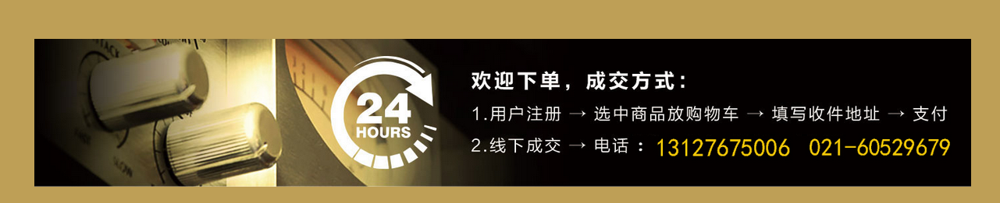 24
HOURS
欢迎下单，成交方式：
1.用户注册 → 选中商品放购物车 → 填写收件地址 → 支付
2.线下成交 → 电话：13127675006 021-60529679